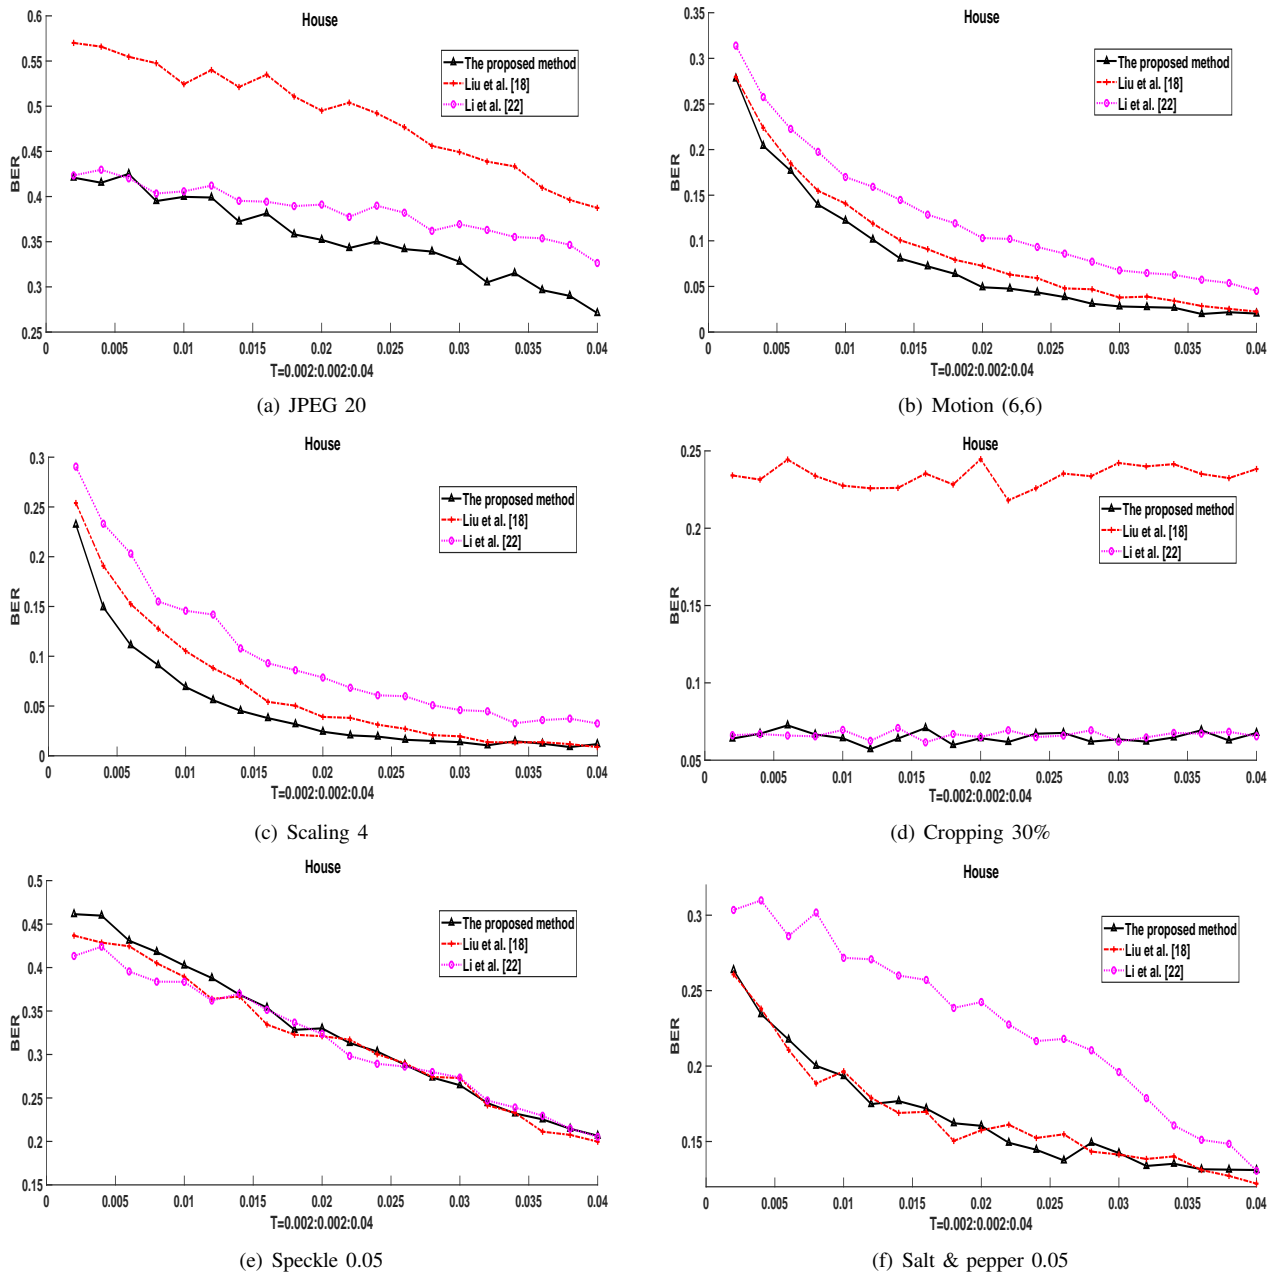 House
0.6
0.55
0.5
0.45
0.4
0.35
0.3
0.25
BER
The proposed method
Liu et al. [18]
Li et al. [22]
0 0.005 0.01 0.015 0.02 0.025 0.03 0.035 0.04
T=0.002:0.002:0.04
(a) JPEG 20
House
0.35
0.3
0.25
0.2
0.15
0.1
0.05
0
BER
The proposed method
Liu et al. [18]
Li et al. [22]
0 0.005 0.01 0.015 0.02 0.025 0.03 0.035 0.04
T=0.002:0.002:0.04
(b) Motion (6,6)
House
0.3
0.25
0.2
0.15
0.1
0.05
0
BER
The proposed method
Liu et al. [18]
Li et al. [22]
0 0.005 0.01 0.015 0.02 0.025 0.03 0.035 0.04
T=0.002:0.002:0.04
(c) Scaling 4
House
0.25
0.2
0.15
0.1
0.05
BER
The proposed method
Liu et al. [18]
Li et al. [22]
0 0.005 0.01 0.015 0.02 0.025 0.03 0.035 0.04
T=0.002:0.002:0.04
(d) Cropping 30%
House
0.5
0.45
0.4
0.35
0.3
0.25
0.2
0.15
BER
The proposed method
Liu et al. [18]
Li et al. [22]
0 0.005 0.01 0.015 0.02 0.025 0.03 0.035 0.04
T=0.002:0.002:0.04
(e) Speckle 0.05
House
0.3
0.25
0.2
0.15
BER
The proposed method
Liu et al. [18]
Li et al. [22]
0 0.005 0.01 0.015 0.02 0.025 0.03 0.035 0.04
T=0.002:0.002:0.04
(f) Salt & pepper 0.05